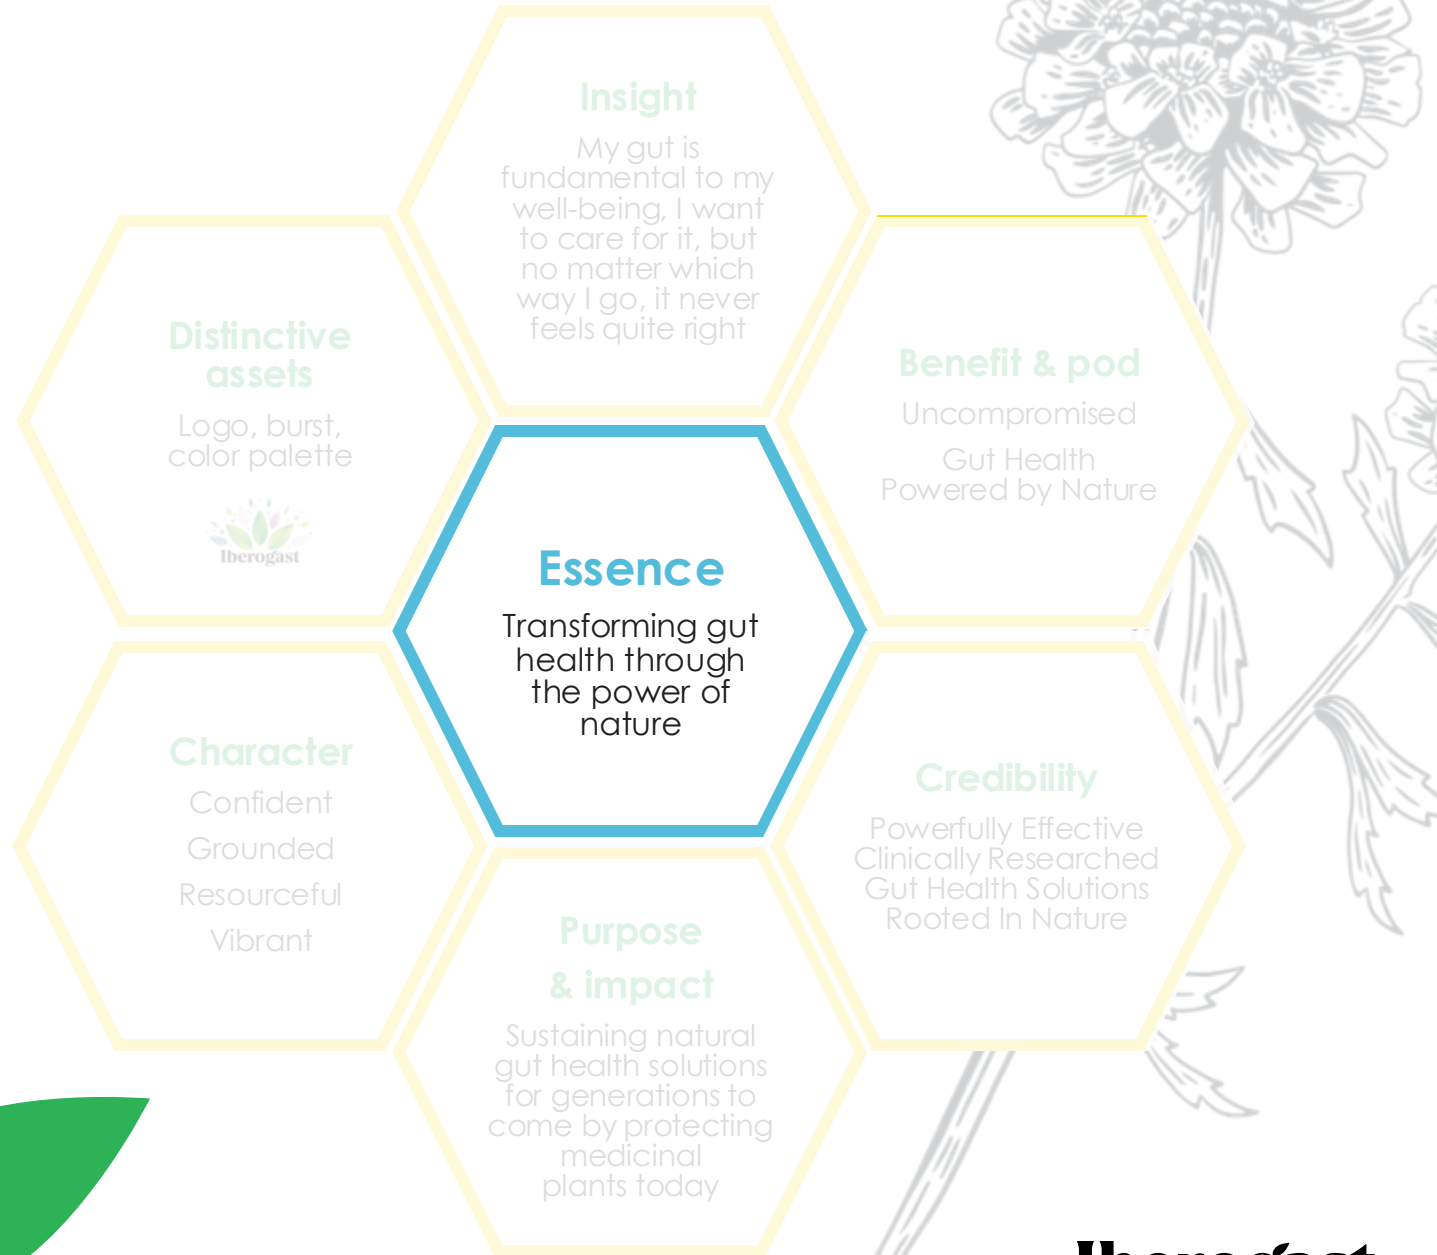 Insight
My gut is
fundamental to my
well-being, I want
to care for it, but
no matter which
way I go, it never
feels quite right
Distinctive
assets
Logo, burst,
color palette
Iberogast
Benefit & pod
Uncompromised
Gut Health
Powered by Nature
Essence
Transforming gut
health through
the power of
nature
Character
Confident
Grounded
Resourceful
Vibrant
Credibility
Powerfully Effective
Clinically Researched
Gut Health Solutions
Rooted In Nature
Purpose
& impact
Sustaining natural
gut health solutions
for generations to
come by protecting
medicinal
plants today
Iberogast